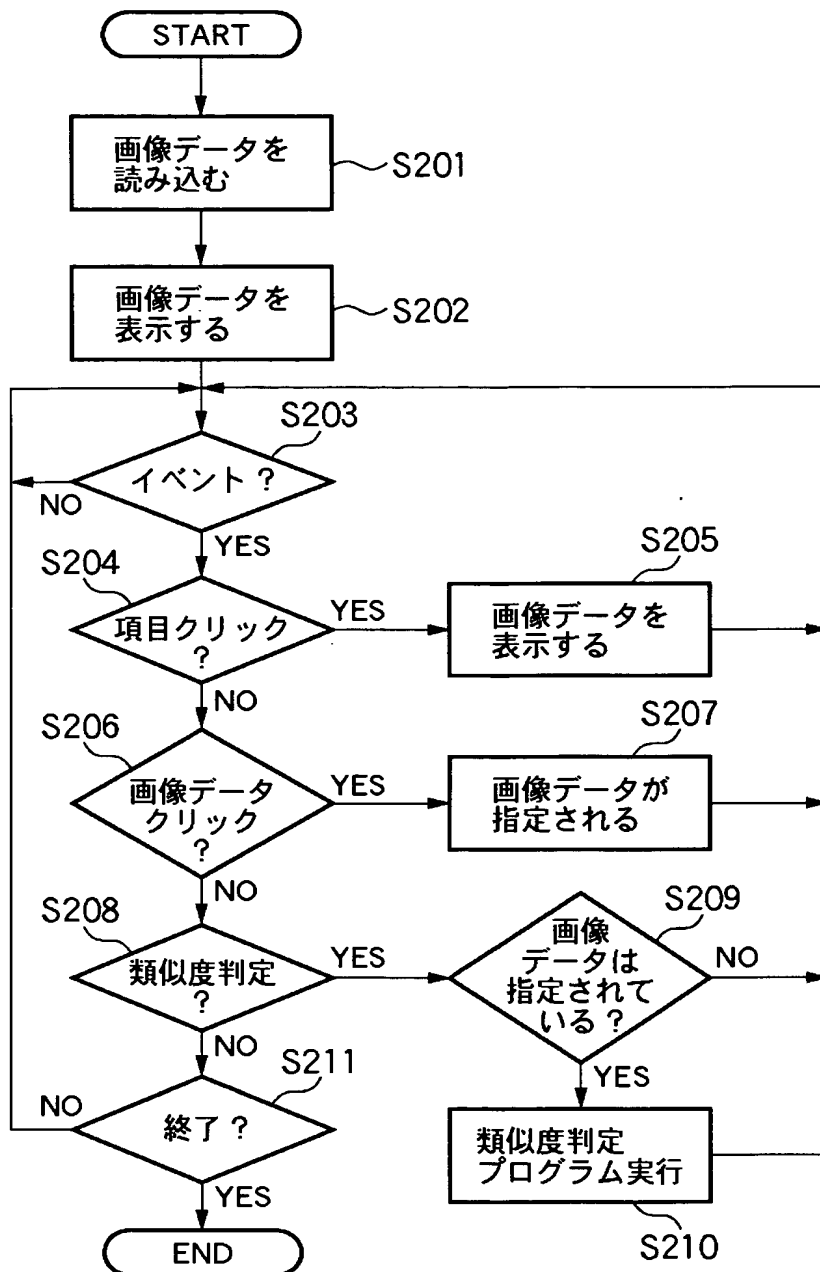 START
画像データを
読み込む
S201
画像データを
表示する
S202
S203
イベント？
NO
YES
S204
項目クリック
？
YES
NO
S205
画像データを
表示する
S206
画像データ
クリック
？
YES
NO
S207
画像データが
指定される
S208
類似度判定
？
YES
NO
S209
画像
データは
指定されて
いる？
NO
YES
類似度判定
プログラム実行
S210
S211
終了？
NO
YES
END